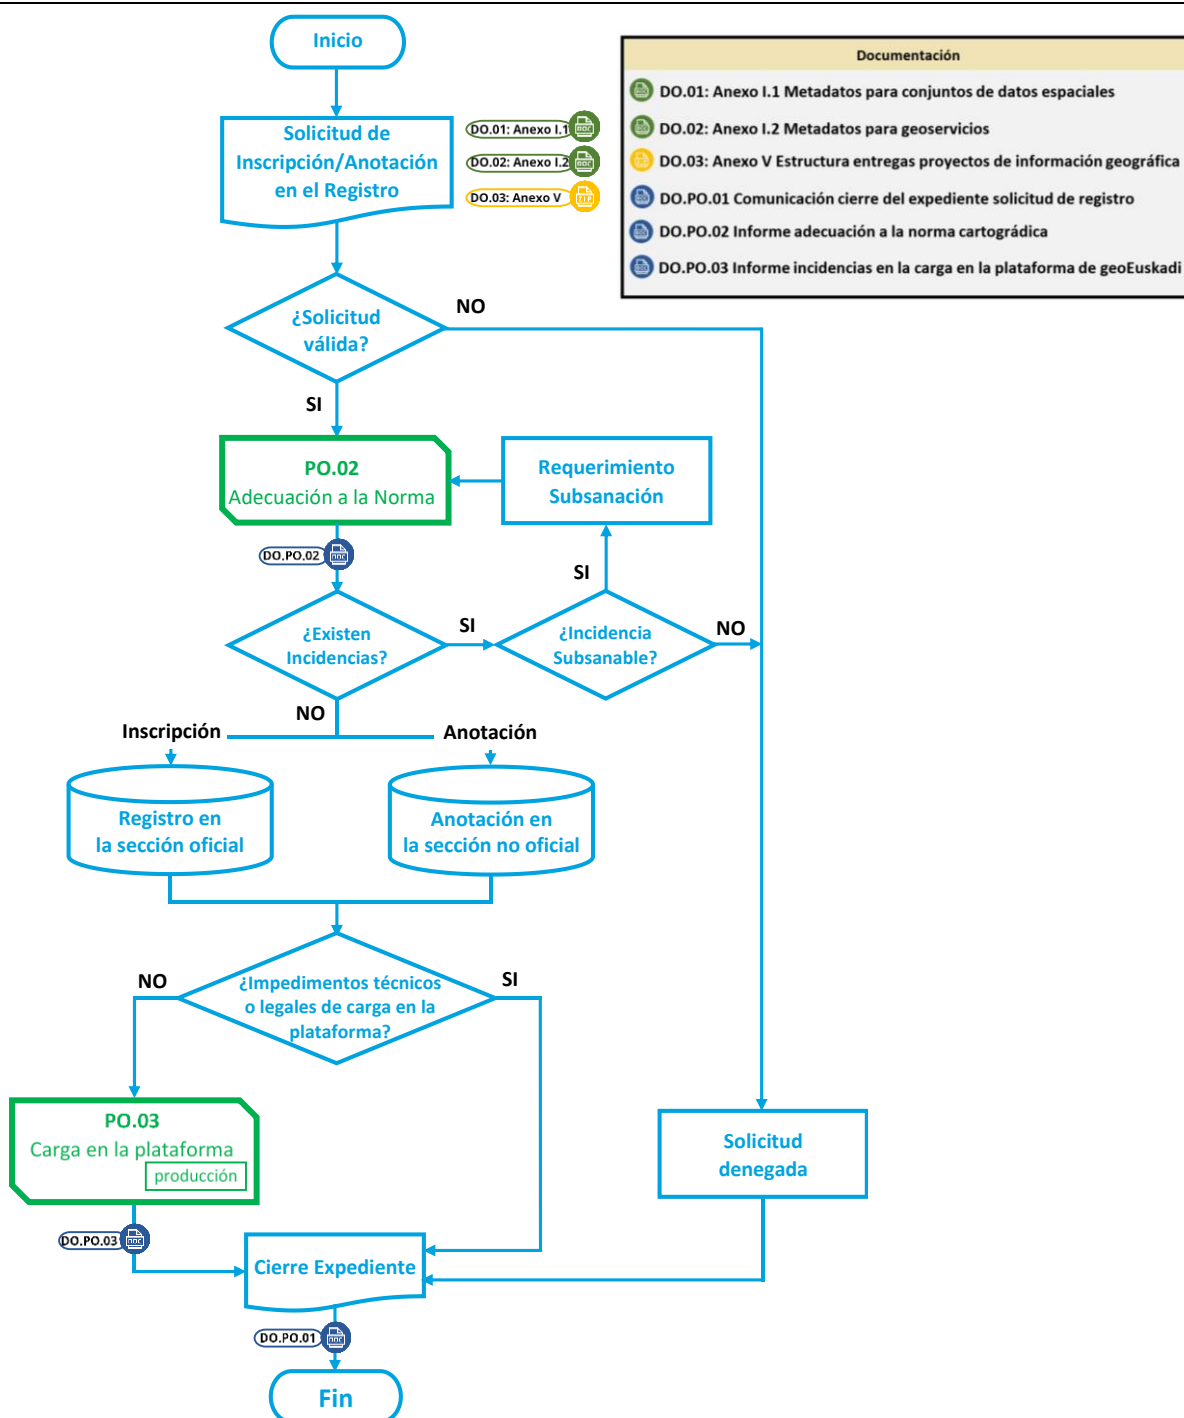 Inicio
Documentación
DO.01: Anexo I.1 Metadatos para conjuntos de datos espaciales
DO.02: Anexo I.2 Metadatos para geoservicios
DO.03: Anexo V Estructura entregas proyectos de información geográfica
DO.PO.01 Comunicación cierre del expediente solicitud de registro
DO.PO.02 Informe adecuación a la norma cartográdica
DO.PO.03 Informe incidencias en la carga en la plataforma de geoEuskadi
Solicitud de
Inscripción/Anotación
en el Registro
DO.01: Anexo I.1
DO.02: Anexo I.2
DO.03: Anexo V
¿Solicitud
válida?
NO
SI
PO.02
Adecuación a la Norma
Requerimiento
Subsanación
DO.PO.02
SI
¿Existen
Incidencias?
SI
¿Incidencia
Subsanable?
NO
NO
Inscripción
Anotación
Registro en
la sección oficial
Anotación en
la sección no oficial
NO
¿Impedimentos técnicos
o legales de carga en la
plataforma?
SI
PO.03
Carga en la plataforma
producción
Solicitud
denegada
DO.PO.03
Cierre Expediente
DO.PO.01
Fin